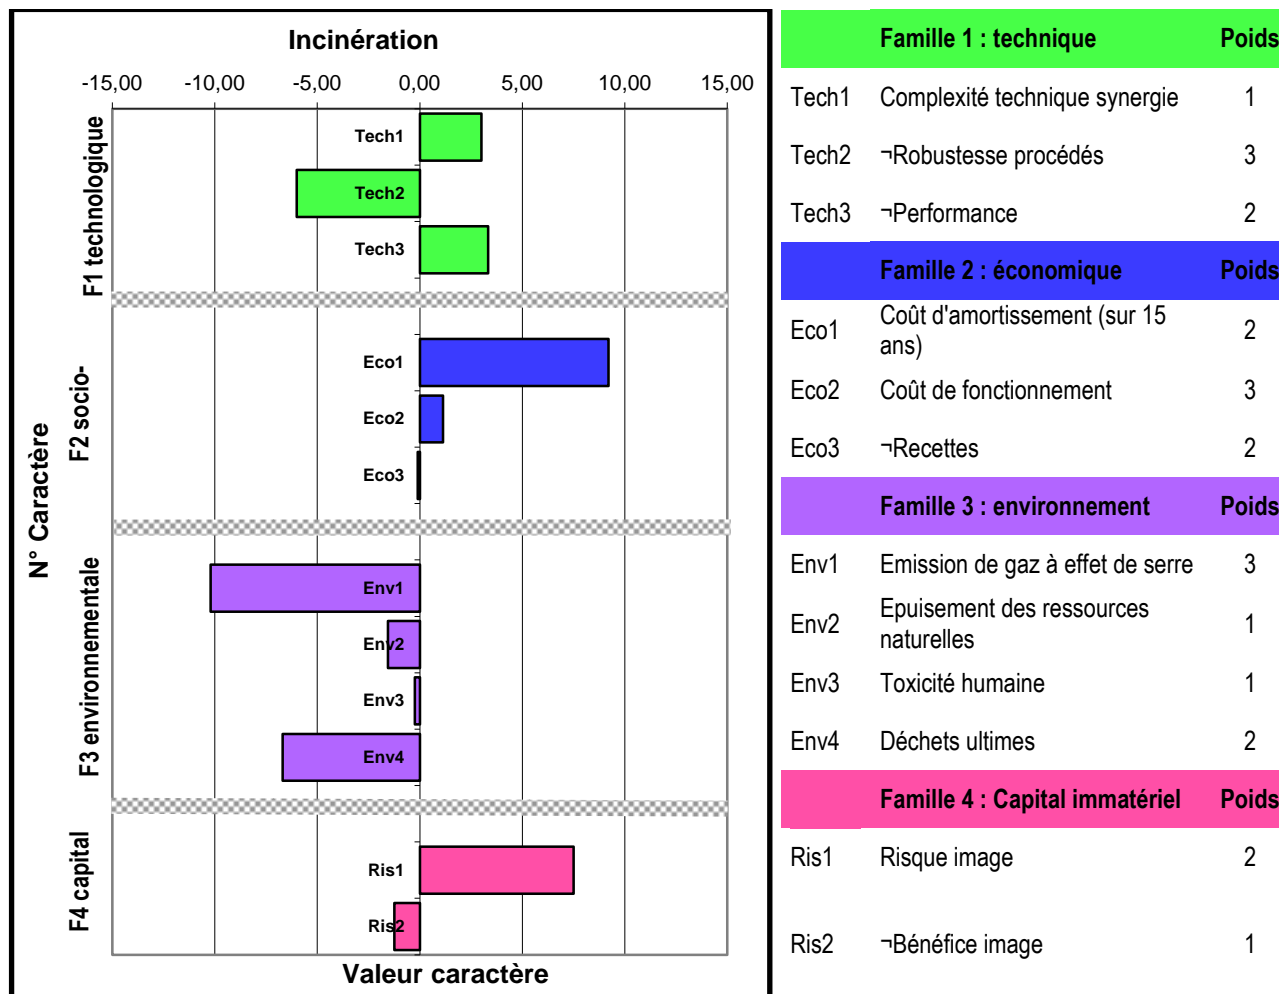 Incinération
-15,00 -10,00 -5,00 0,00 5,00 10,00 15,00
N° Caractère
F1 technologique
Tech1
Tech2
Tech3
F2 socio-
Eco1
Eco2
Eco3
F3 environnementale
Env1
Env2
Env3
Env4
F4 capital
Ris1
Ris2
Valeur caractère
Famille 1 : technique Poids
Tech1 Complexité technique synergie 1
Tech2 ¬Robustesse procédés 3
Tech3 ¬Performance 2
Famille 2 : économique Poids
Eco1 Coût d'amortissement (sur 15
ans) 2
Eco2 Coût de fonctionnement 3
Eco3 ¬Recettes 2
Famille 3 : environnement Poids
Env1 Emission de gaz à effet de serre 3
Env2 Epuisement des ressources
naturelles 1
Env3 Toxicité humaine 1
Env4 Déchets ultimes 2
Famille 4 : Capital immatériel Poids
Ris1 Risque image 2
Ris2 ¬Bénéfice image 1